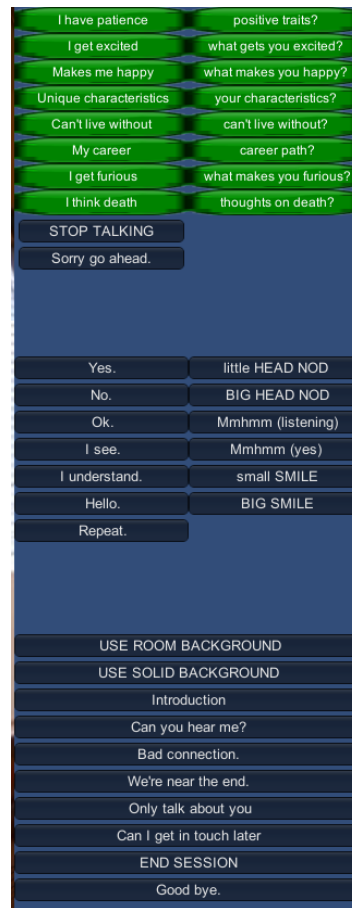 I have patience
positive traits?
I get excited
what gets you excited?
Makes me happy
what makes you happy?
Unique characteristics
your characteristics?
Can't live without
can't live without?
My career
career path?
I get furious
what makes you furious?
I think death
thoughts on death?
STOP TALKING
Sorry go ahead.
Yes.
little HEAD NOD
No.
BIG HEAD NOD
Ok.
Mmhmm (listening)
I see.
Mmhmm (yes)
I understand.
small SMILE
Hello.
BIG SMILE
Repeat.
USE ROOM BACKGROUND
USE SOLID BACKGROUND
Introduction
Can you hear me?
Bad connection.
We're near the end.
Only talk about you
Can I get in touch later
END SESSION
Good bye.